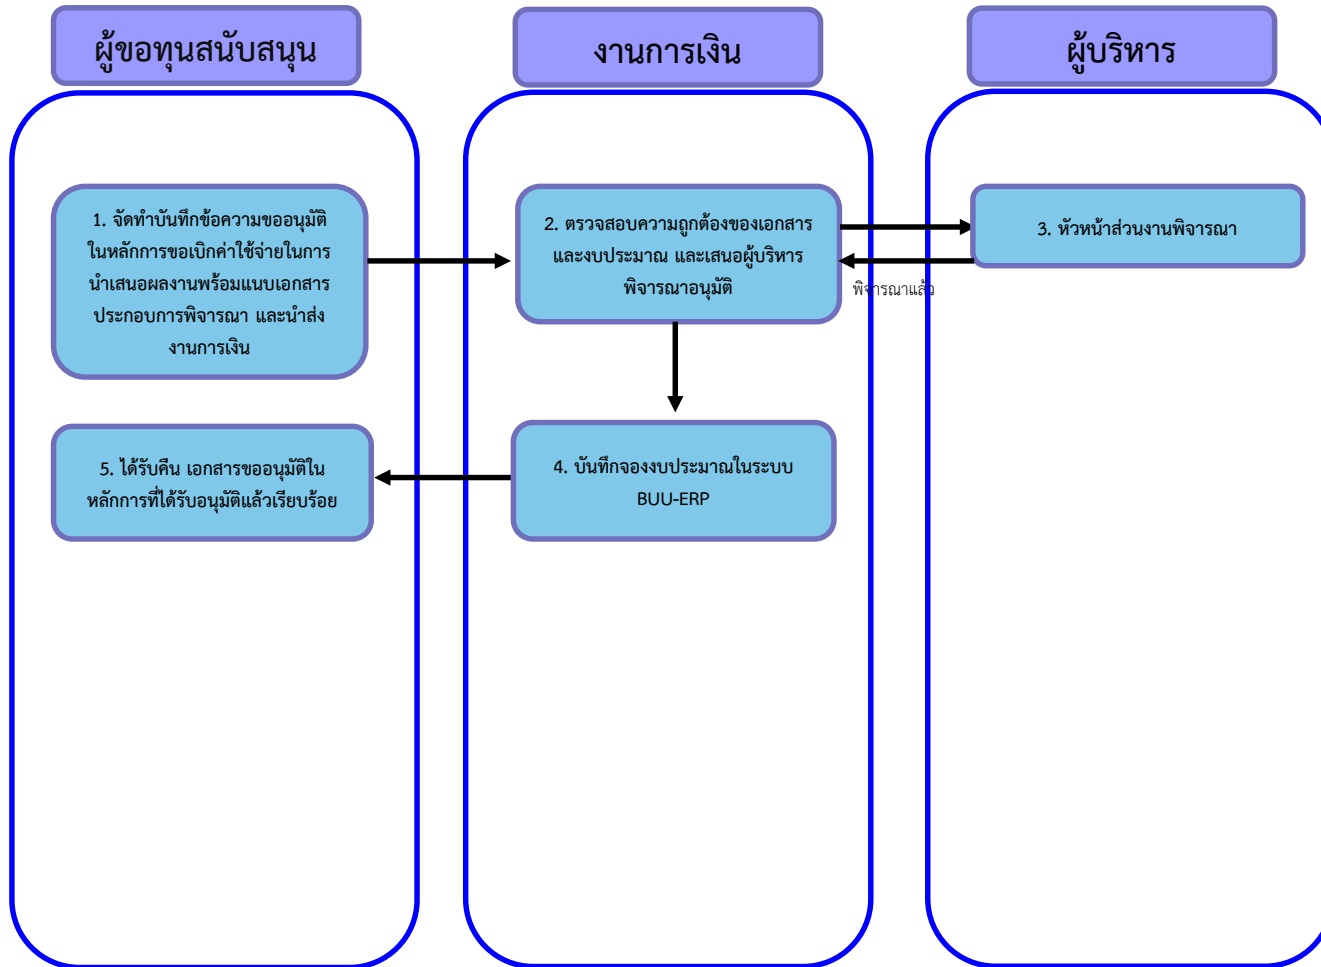 ผู้ขอทุนสนับสนุน
งานการเงิน
ผู้บริหาร
1. จัดทำบันทึกข้อความขออนุมัติ
ในหลักการขอเบิกค่าใช้จ่ายในการ
นำเสนอผลงานพร้อมแนบเอกสาร
ประกอบการพิจารณา และนำส่ง
งานการเงิน
2. ตรวจสอบความถูกต้องของเอกสาร
และงบประมาณ และเสนอผู้บริหาร
พิจารณาอนุมัติ
3. หัวหน้าส่วนงานพิจารณา
พิจารณาแล้ว
4. บันทึกจองงบประมาณในระบบ
BUU-ERP
5. ได้รับคืน เอกสารขออนุมัติใน
หลักการที่ได้รับอนุมัติแล้วเรียบร้อย